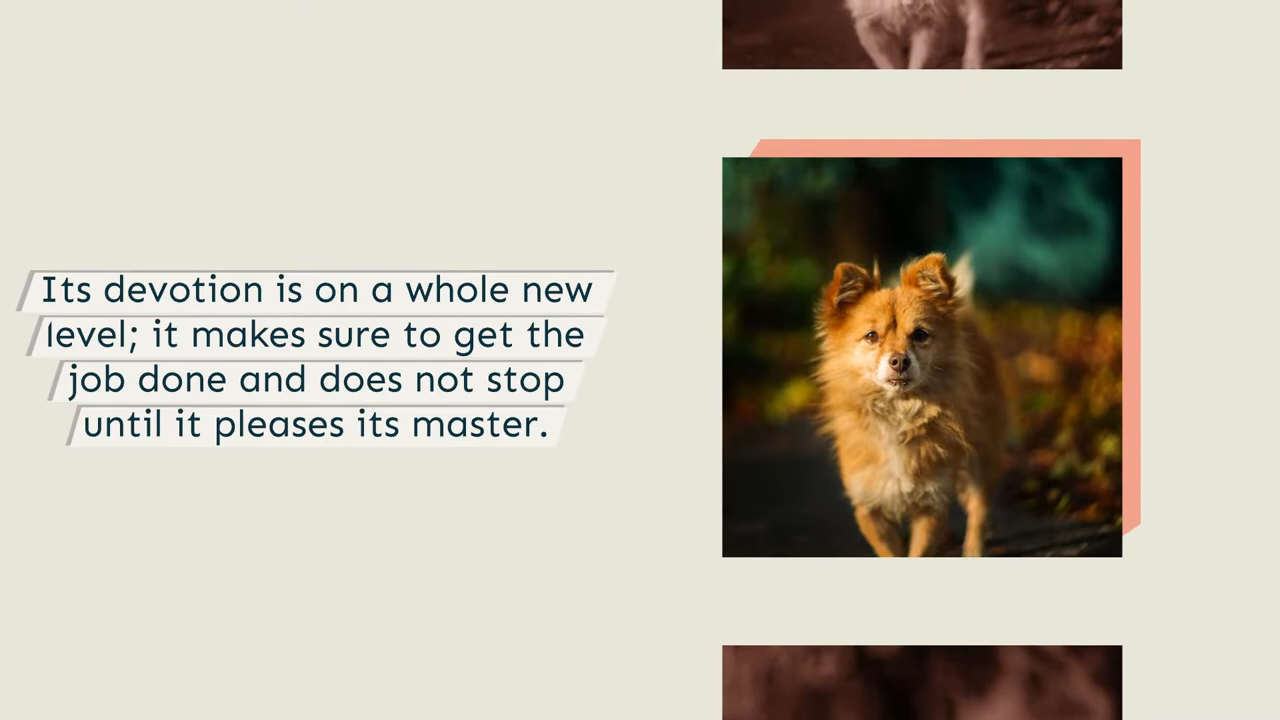 Its devotion is on a whole new
level; it makes sure to get the
job done and does not stop
until it pleases its master.